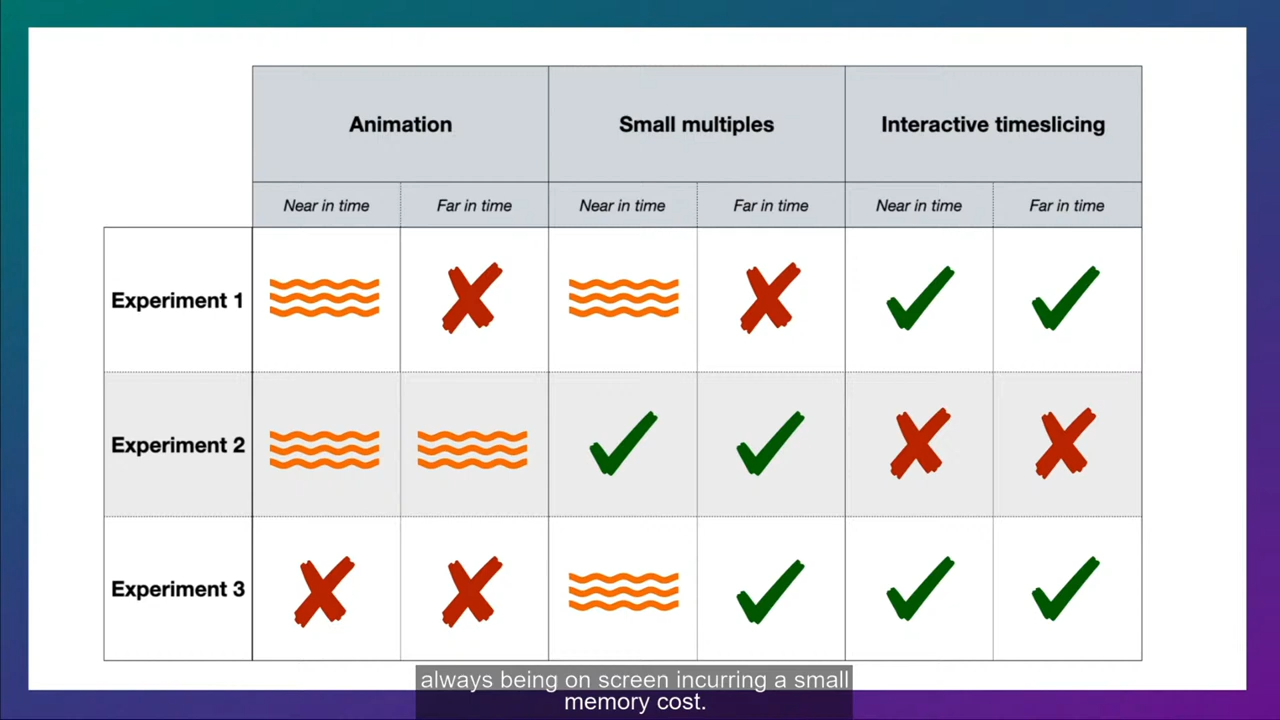 Animation Small multiples Interactive timeslicing
Near in time Far in time Near in time Far in time Near in time Far in time
Experiment 1
Experiment 2
Experiment 3
always being on screen incurring a small
memory cost.